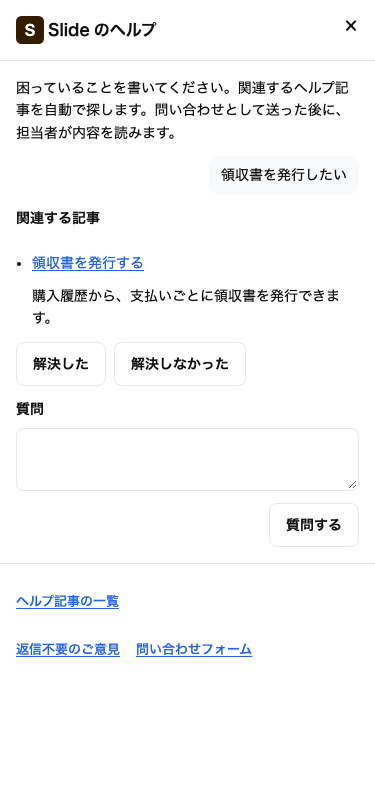 S Slide のヘルプ ×
困っていることを書いてください。関連するヘルプ記
事を自動で探します。問い合わせとして送った後に、
担当者が内容を読みます。
領収書を発行したい
関連する記事
• 領収書を発行する
購入履歴から、支払いごとに領収書を発行できま
す。
解決した 解決しなかった
質問
質問する
ヘルプ記事の一覧
返信不要のご意見 問い合わせフォーム